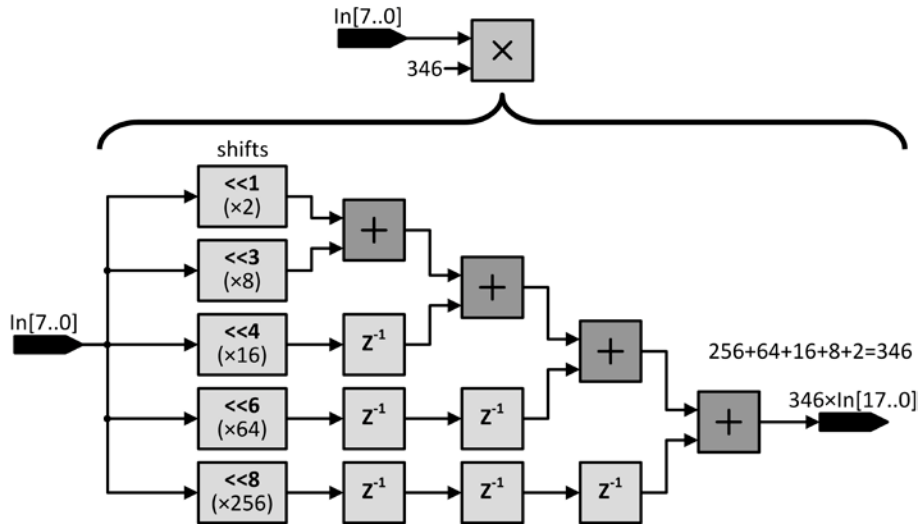 In[7..0]
346
×
shifts
<<1
(×2)
+
<<3
(×8)
+
In[7..0]
<<4
(×16)
Z-1
+
256+64+16+8+2=346
<<6
(×64)
Z-1
Z-1
+
346×In[17..0]
<<8
(×256)
Z-1
Z-1
Z-1